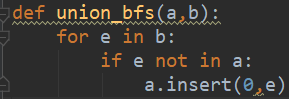 def union_bfs(a,b):
    for e in b:
        if e not in a:
            a.insert(0,e)